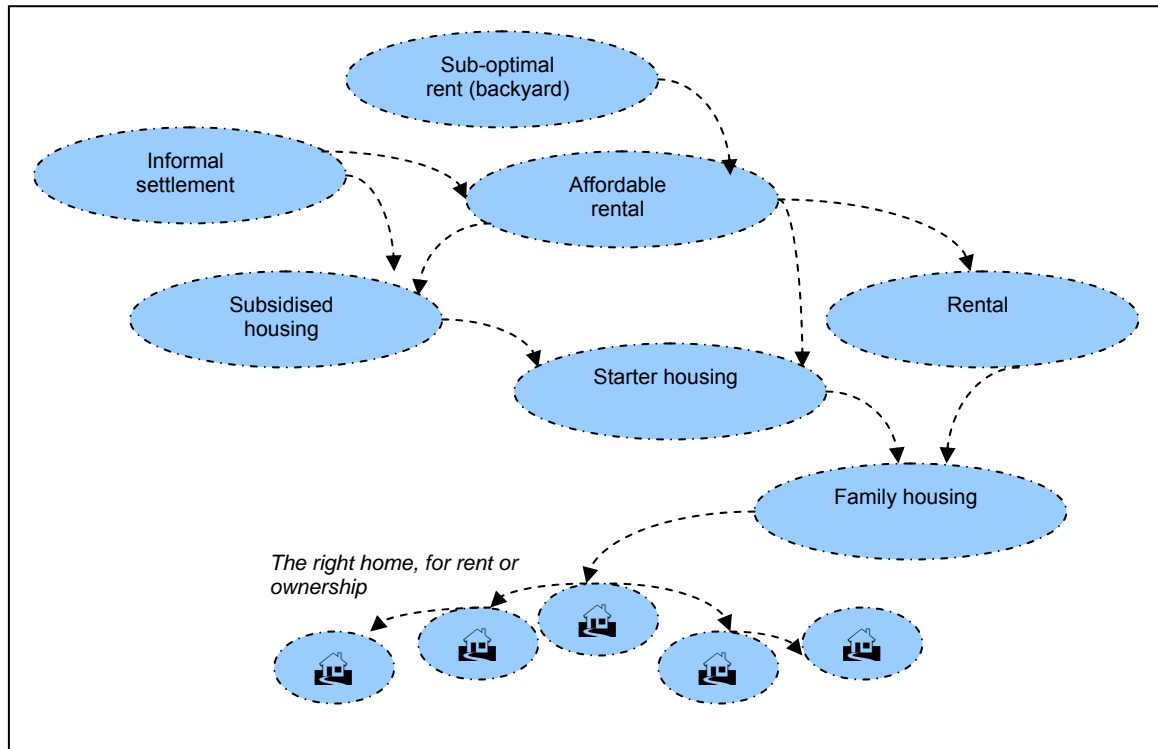 Sub-optimal
rent (backyard)
Informal
settlement
Affordable
rental
Subsidised
housing
Rental
Starter housing
Family housing
The right home, for rent or
ownership